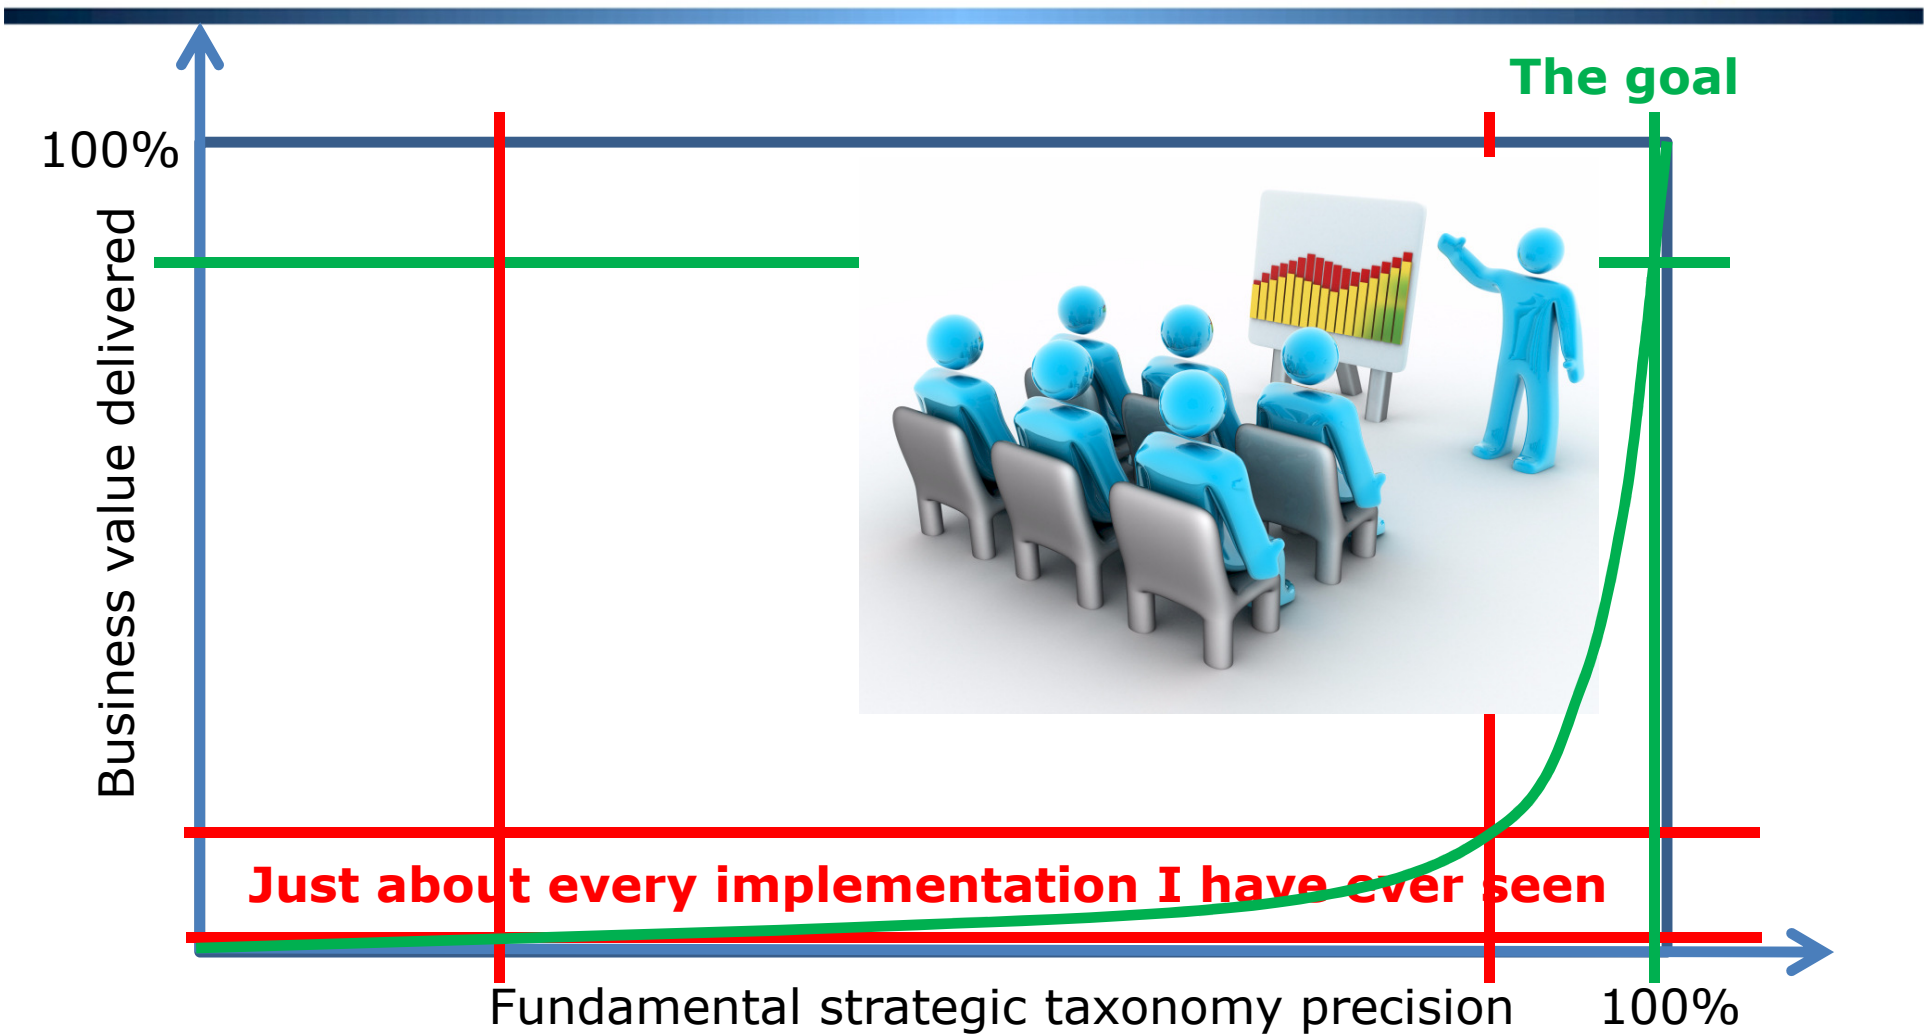 The goal
100%
Business value delivered
Just about every implementation I have ever seen
Fundamental strategic taxonomy precision
100%